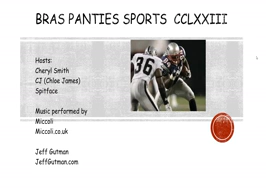 BRAS PANTIES SPORTS CCLXXIII
Hosts:
Cheryl Smith
CJ (Chloe James)
Spitface
36
Music performed by
Miccoli
Miccoli.co.uk
Jeff Gutman
JeffGutman.com